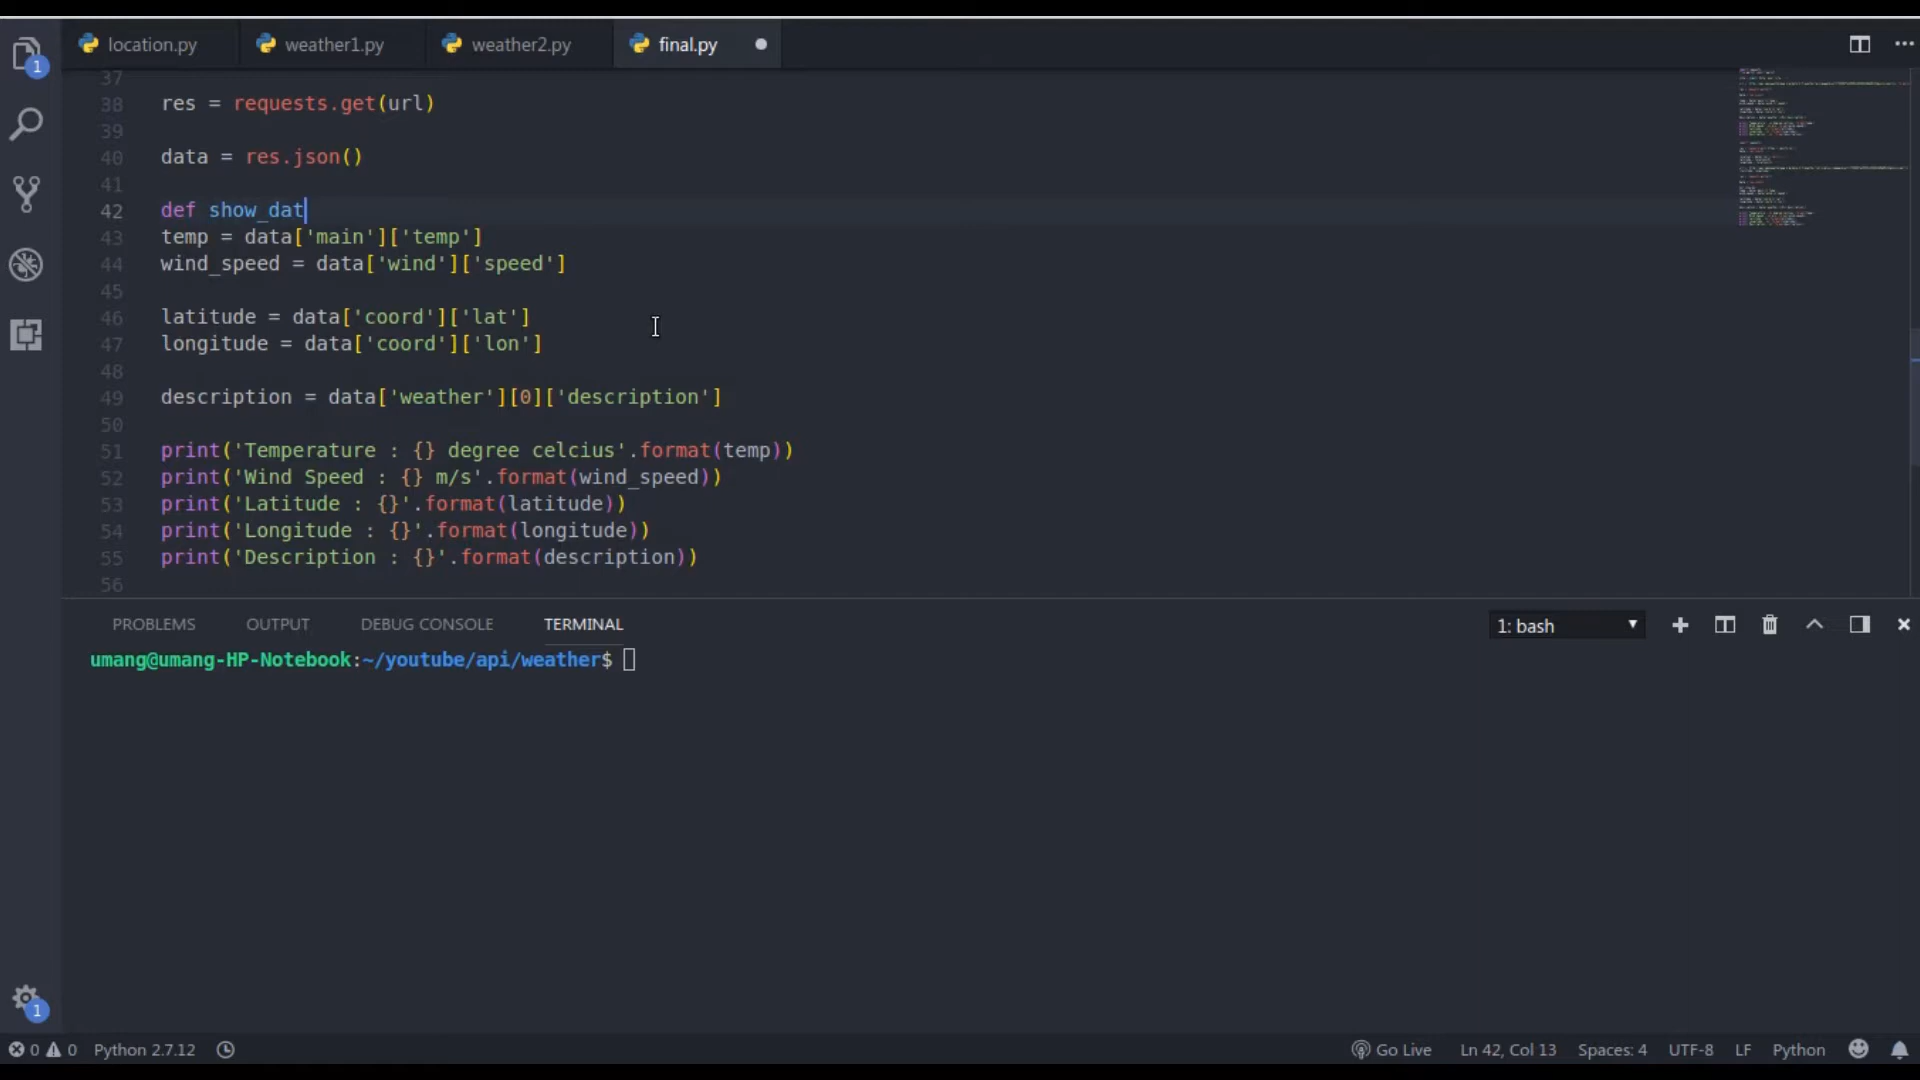 location.py weather1.py weather2.py final.py
37
38 res = requests.get(url)
39
40 data = res.json()
41
42 def show_dat
43 temp = data['main']['temp']
44 wind_speed = data['wind']['speed']
45
46 latitude = data['coord']['lat']
47 longitude = data['coord']['lon']
48
49 description = data['weather'][0]['description']
50
51 print('Temperature : {} degree celcius'.format(temp))
52 print('Wind Speed : {} m/s'.format(wind_speed))
53 print('Latitude : {}'.format(latitude))
54 print('Longitude : {}'.format(longitude))
55 print('Description : {}'.format(description))
56
PROBLEMS OUTPUT DEBUG CONSOLE TERMINAL 1: bash
umang@umang-HP-Notebook:~/youtube/api/weather$
1
1
0 0 Python 2.7.12 Go Live Ln 42, Col 13 Spaces: 4 UTF-8 LF Python